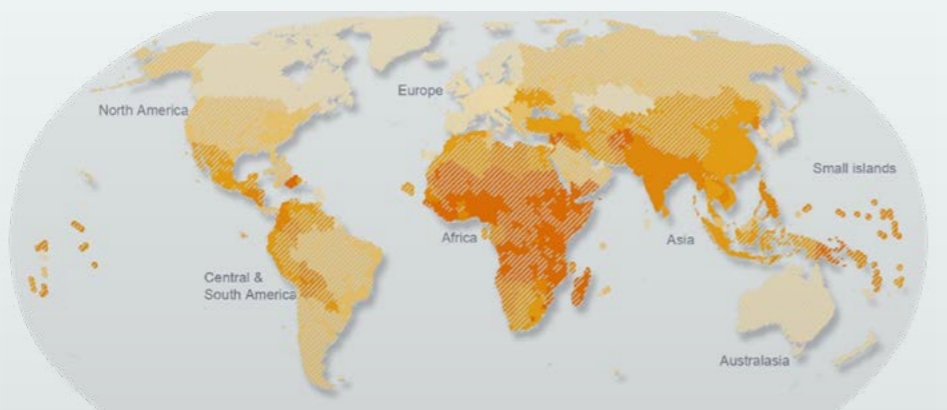 North America
Europe
Small islands
Africa
Asia
Central &
South America
Australasia